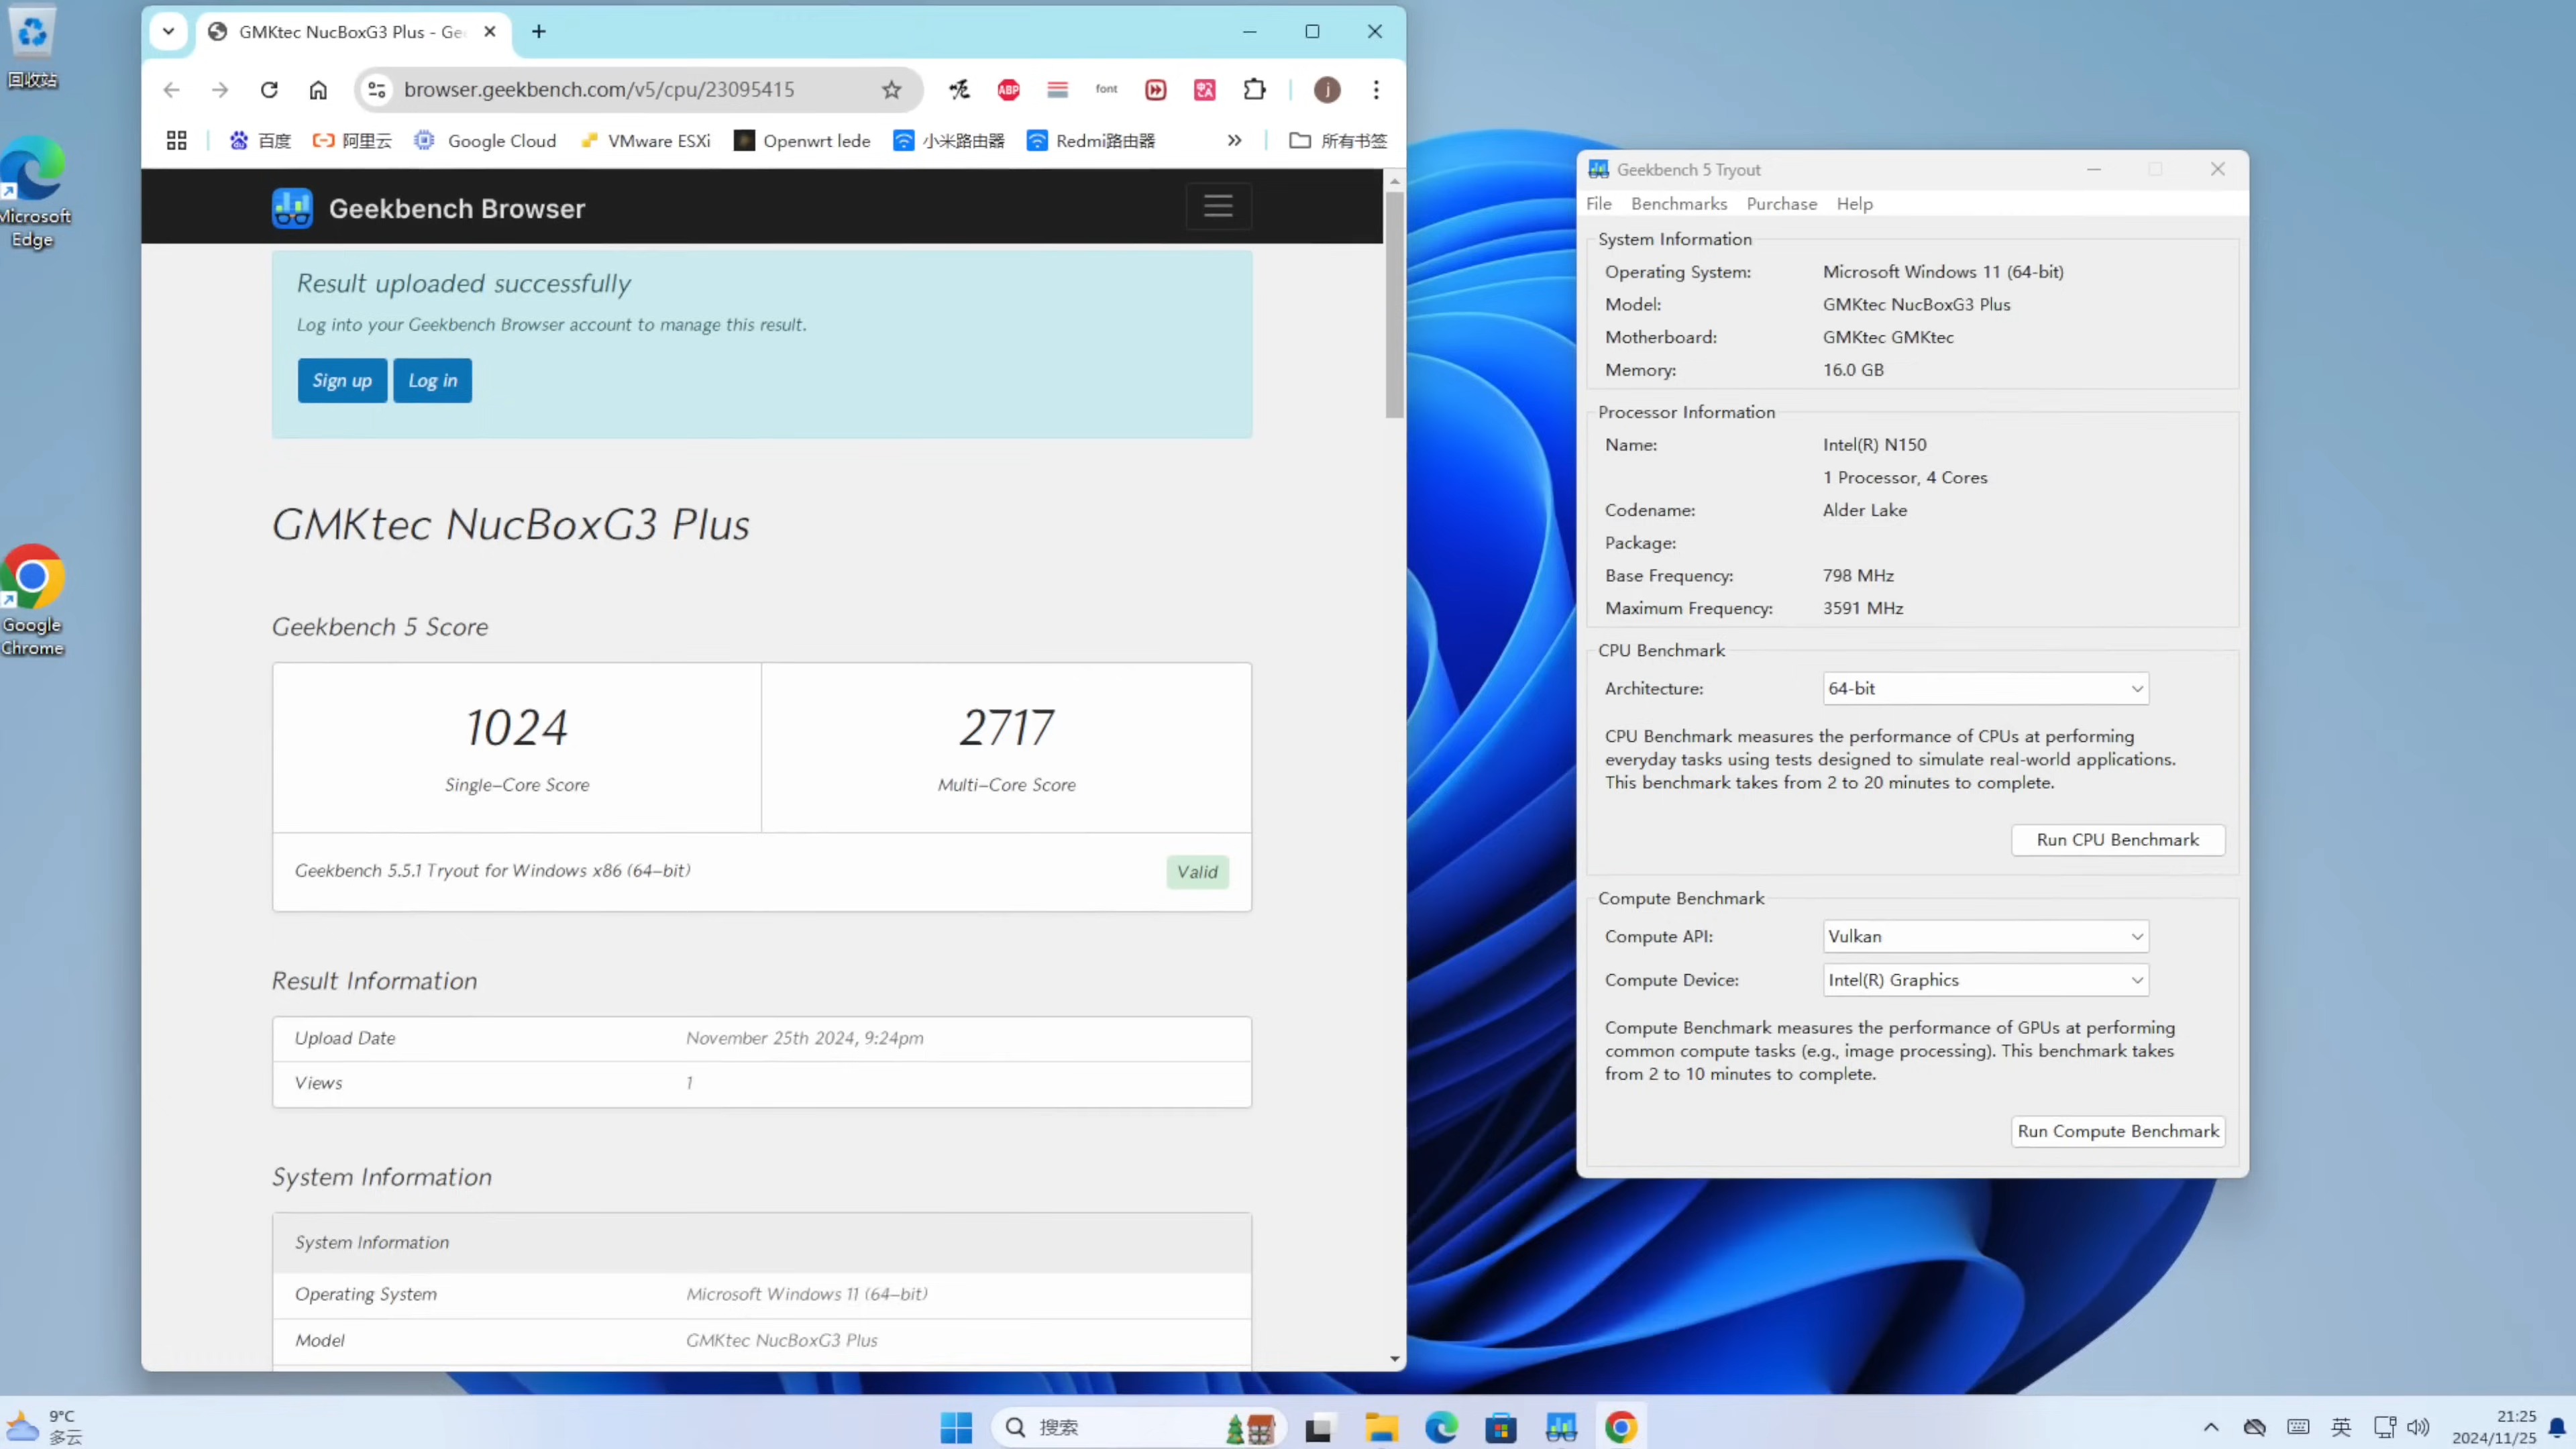 回收站
Microsoft
Edge
Google
Chrome
GMKtec NucBoxG3 Plus - Ge
browser.geekbench.com/v5/cpu/23095415
ABP
font
j
百度
阿里云
Google Cloud
VMware ESXi
Openwrt lede
小米路由器
Redmi路由器
所有书签
Geekbench Browser
Result uploaded successfully
Log into your Geekbench Browser account to manage this result.
Sign up
Log in
GMKtec NucBoxG3 Plus
Geekbench 5 Score
1024
2717
Single-Core Score
Multi-Core Score
Geekbench 5.5.1 Tryout for Windows x86 (64-bit)
Valid
Result Information
Upload Date November 25th 2024, 9:24pm
Views 1
System Information
System Information
Operating System Microsoft Windows 11 (64-bit)
Model GMKtec NucBoxG3 Plus
Geekbench 5 Tryout
File Benchmarks Purchase Help
System Information
Operating System: Microsoft Windows 11 (64-bit)
Model: GMKtec NucBoxG3 Plus
Motherboard: GMKtec GMKtec
Memory: 16.0 GB
Processor Information
Name: Intel(R) N150
1 Processor, 4 Cores
Codename: Alder Lake
Package:
Base Frequency: 798 MHz
Maximum Frequency: 3591 MHz
CPU Benchmark
Architecture: 64-bit
CPU Benchmark measures the performance of CPUs at performing
everyday tasks using tests designed to simulate real-world applications.
This benchmark takes from 2 to 20 minutes to complete.
Run CPU Benchmark
Compute Benchmark
Compute API: Vulkan
Compute Device: Intel(R) Graphics
Compute Benchmark measures the performance of GPUs at performing
common compute tasks (e.g., image processing). This benchmark takes
from 2 to 10 minutes to complete.
Run Compute Benchmark
9°C
多云
搜索
英
21:25
2024/11/25